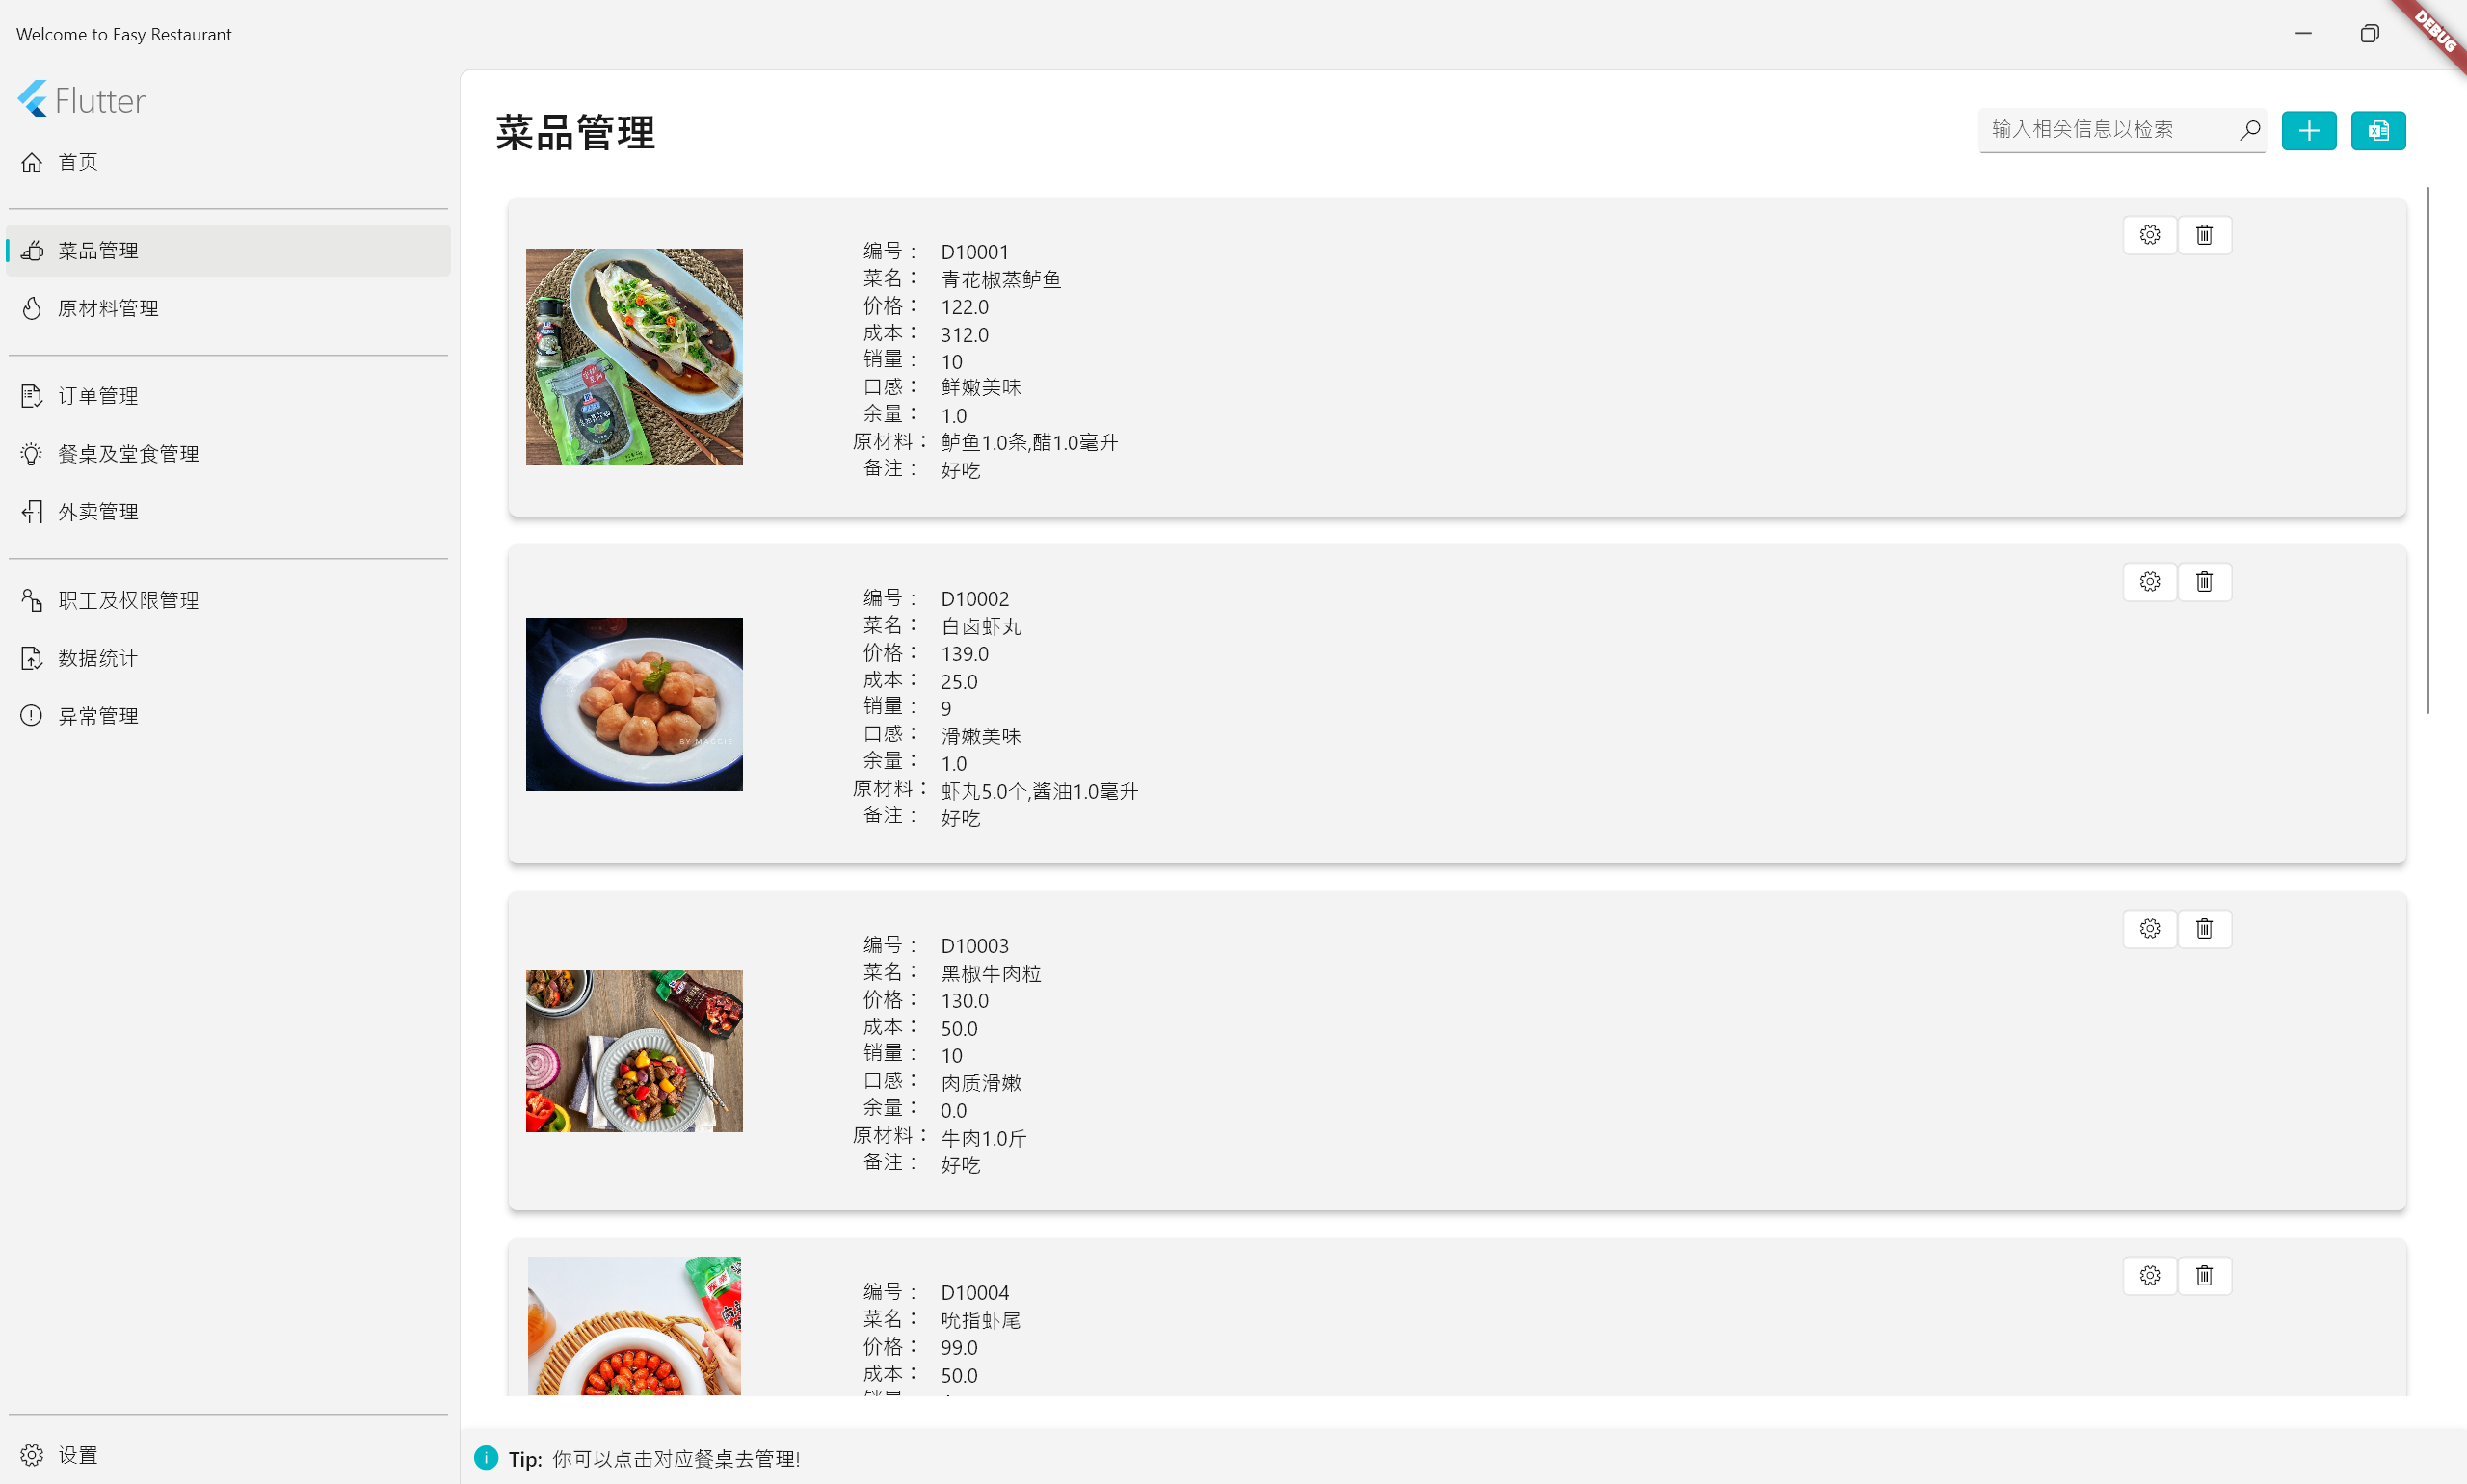 Welcome to Easy Restaurant
DEBUG
Flutter
首页
菜品管理
原材料管理
订单管理
餐桌及堂食管理
外卖管理
职工及权限管理
数据统计
异常管理
设置
菜品管理
输入相关信息以检索
编号： D10001
菜名： 青花椒蒸鲈鱼
价格： 122.0
成本： 312.0
销量： 10
口感： 鲜嫩美味
余量： 1.0
原材料： 鲈鱼1.0条,醋1.0毫升
备注： 好吃
BY MAGGIE
编号： D10002
菜名： 白卤虾丸
价格： 139.0
成本： 25.0
销量： 9
口感： 滑嫩美味
余量： 1.0
原材料： 虾丸5.0个,酱油1.0毫升
备注： 好吃
编号： D10003
菜名： 黑椒牛肉粒
价格： 130.0
成本： 50.0
销量： 10
口感： 肉质滑嫩
余量： 0.0
原材料： 牛肉1.0斤
备注： 好吃
编号： D10004
菜名： 吮指虾尾
价格： 99.0
成本： 50.0
Tip: 你可以点击对应餐桌去管理!